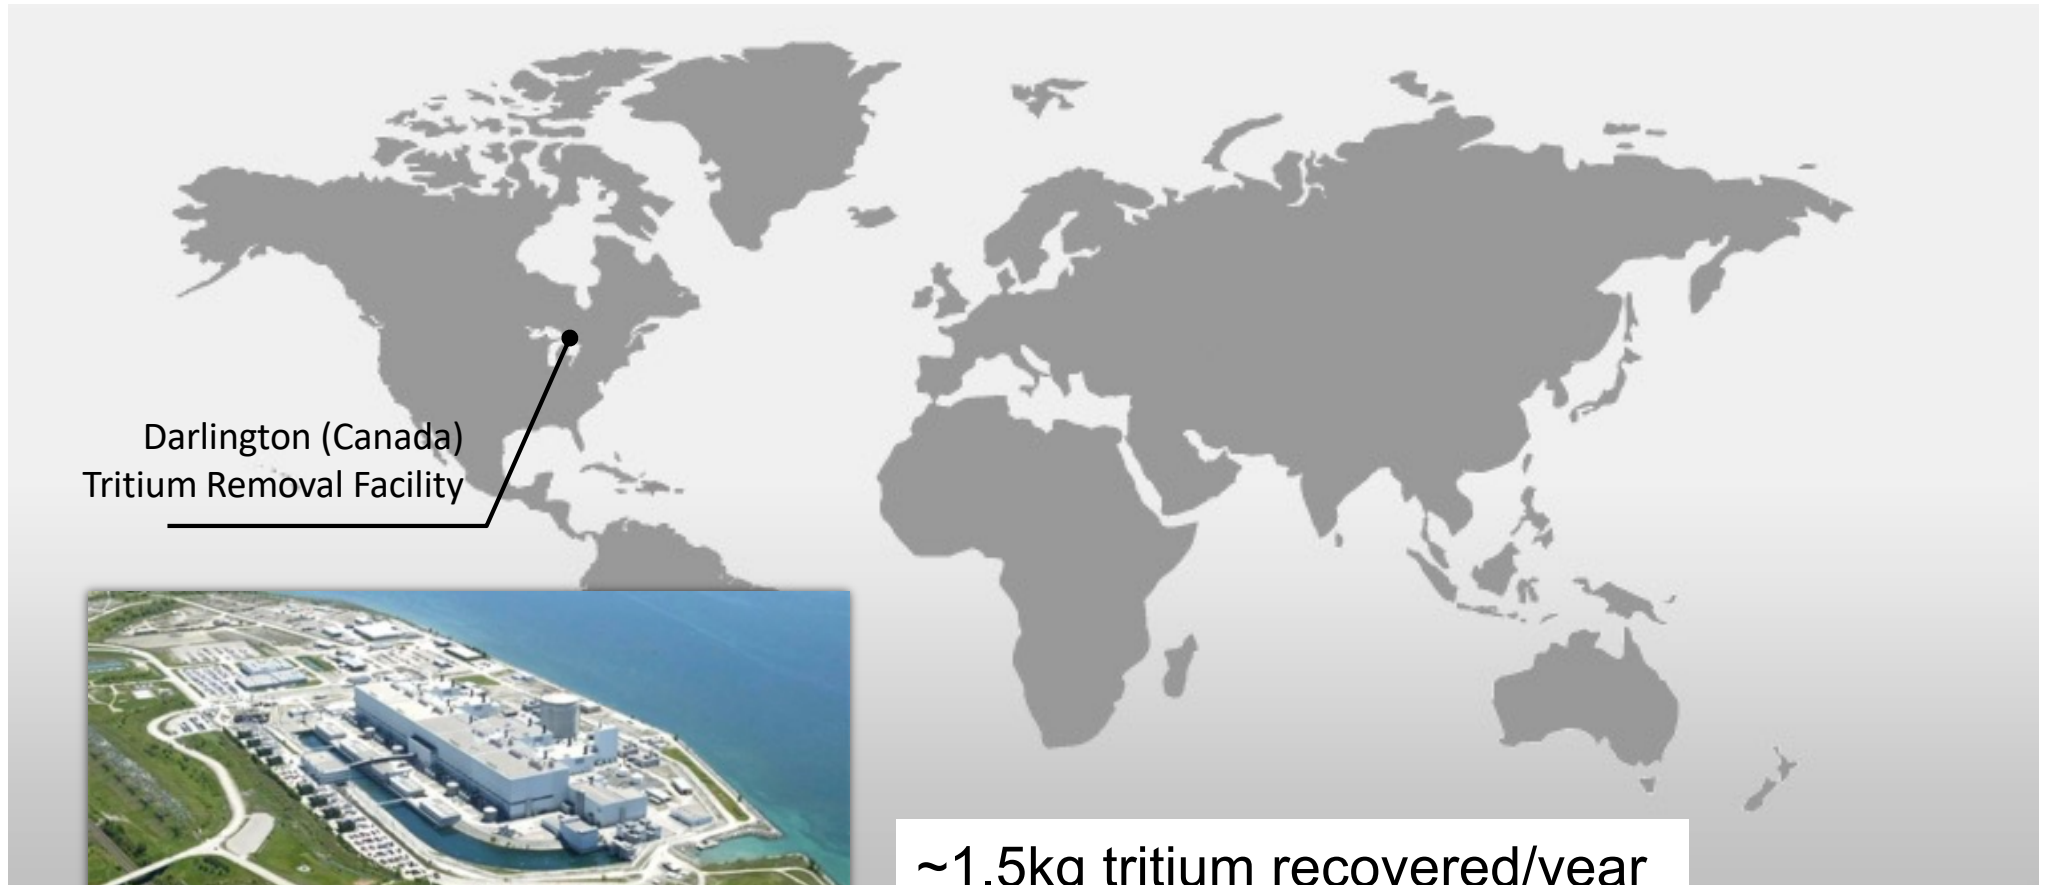 Darlington (Canada)
Tritium Removal Facility
~1.5kg tritium recovered/year